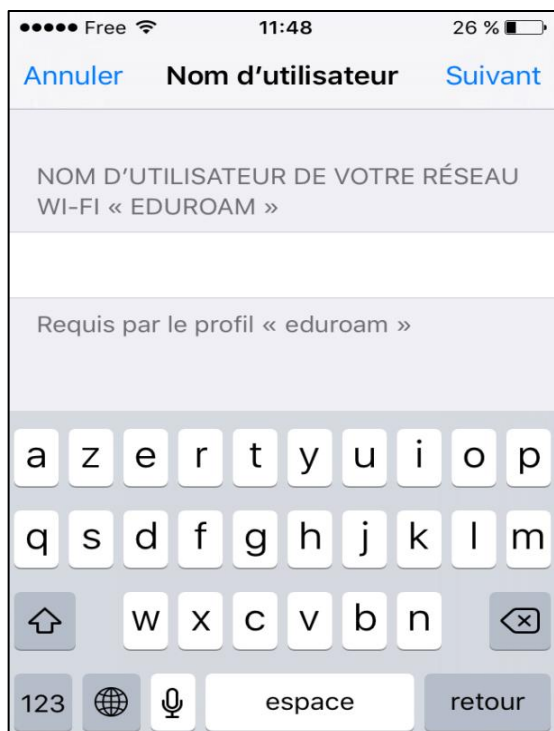 Free 11:48 26 %
Annuler Nom d’utilisateur Suivant
NOM D’UTILISATEUR DE VOTRE RÉSEAU
WI-FI « EDUROAM »
Requis par le profil « eduroam »
a z e r t y u i o p
q s d f g h j k l m
w x c v b n
123 espace retour